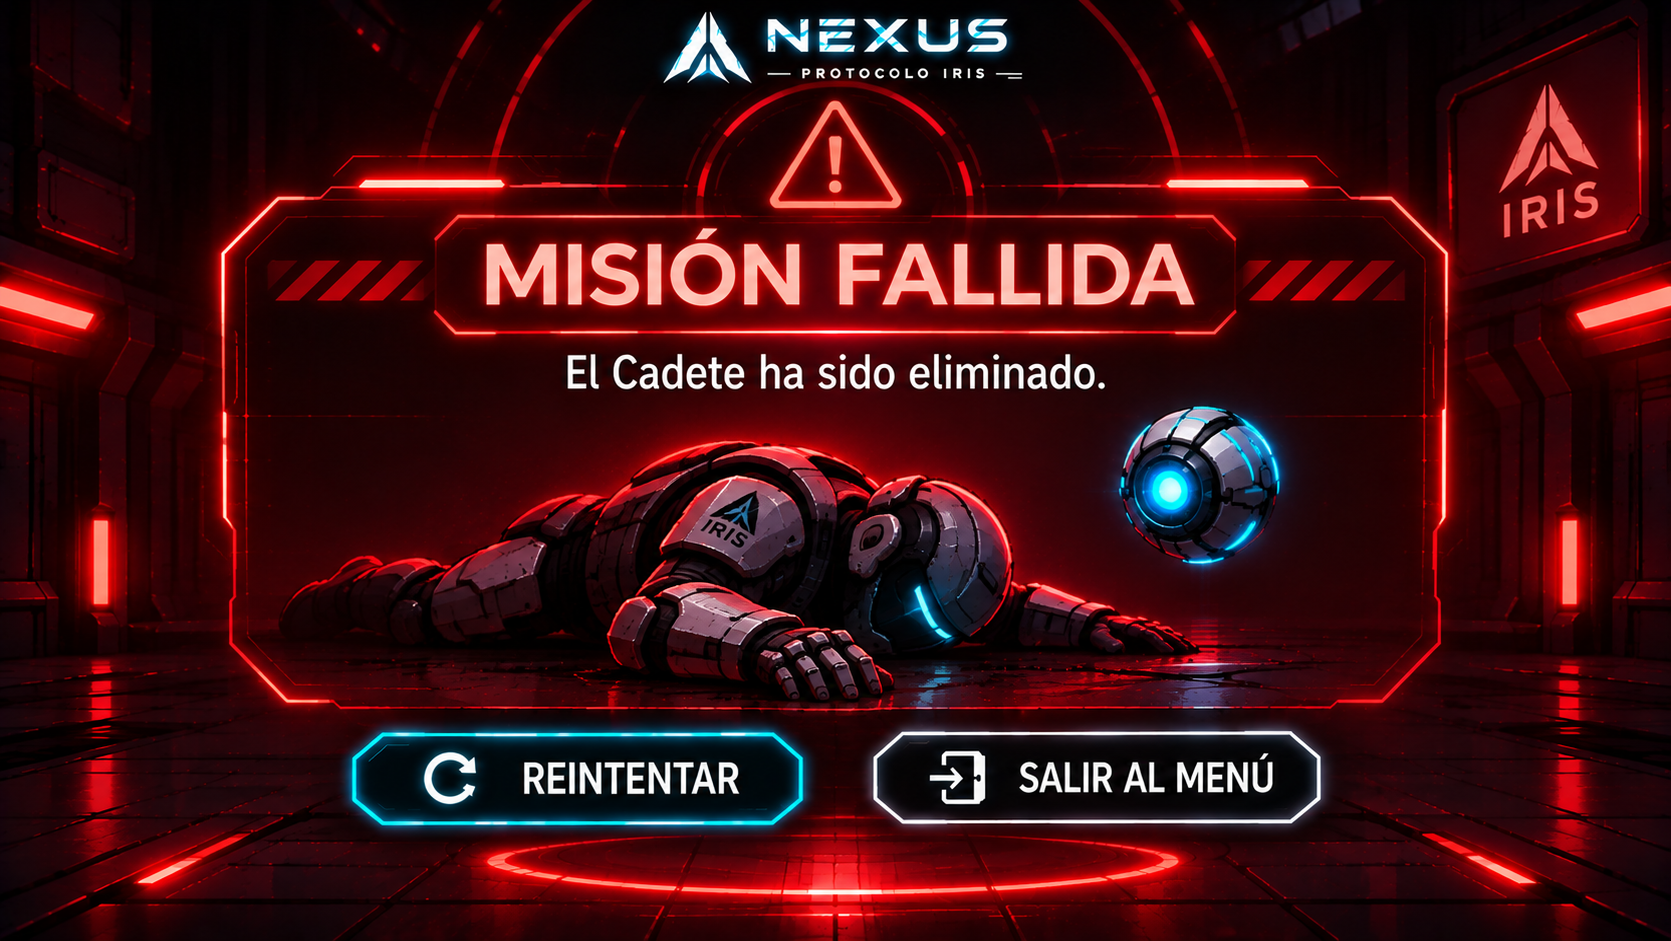 NEXUS
PROTOCOLO IRIS
IRIS
MISIÓN FALLIDA
El Cadete ha sido eliminado.
IRIS
REINTENTAR
SALIR AL MENÚ